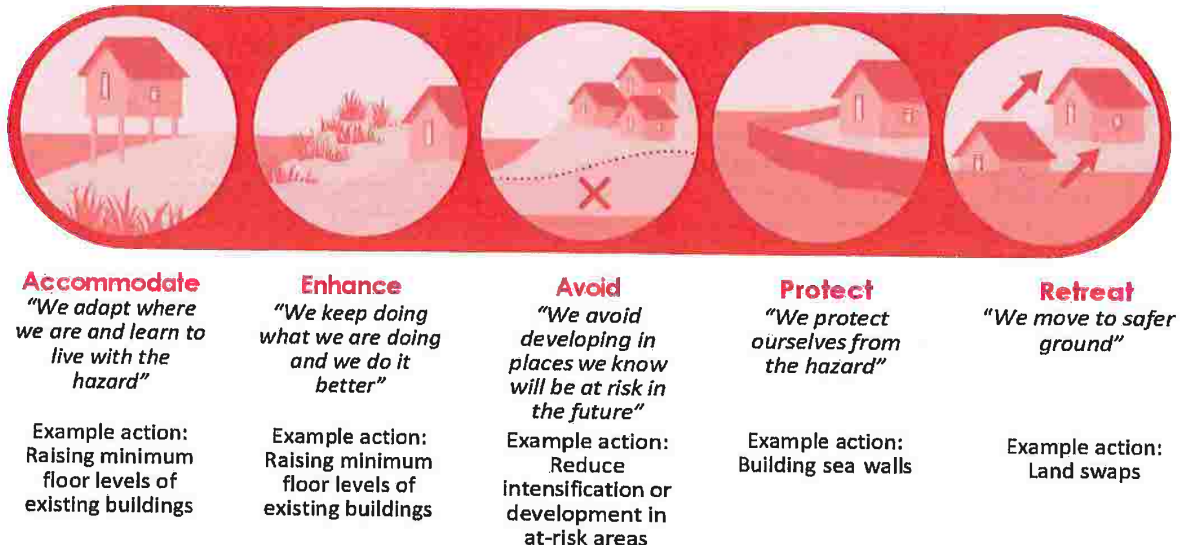 Accommodate
"We adapt where
we are and learn to
live with the
hazard"
Example action:
Raising minimum
floor levels of
existing buildings
Enhance
"We keep doing
what we are doing
and we do it
better"
Example action:
Raising minimum
floor levels of
existing buildings
Avoid
"We avoid
developing in
places we know
will be at risk in
the future"
Example action:
Reduce
intensification or
development in
at-risk areas
Protect
"We protect
ourselves from
the hazard"
Example action:
Building sea walls
Retreat
"We move to safer
ground"
Example action:
Land swaps